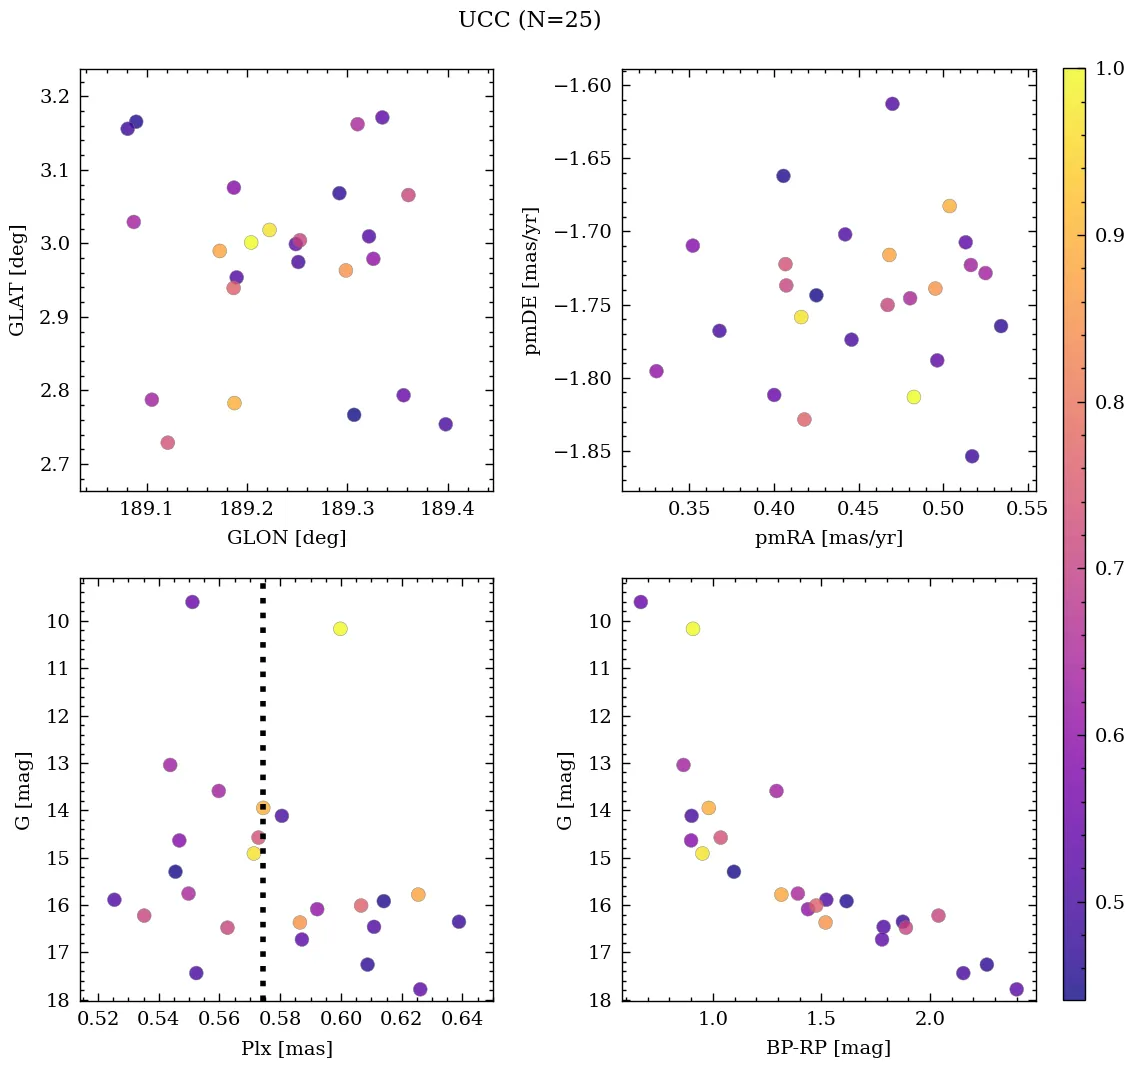 UCC (N=25)
3.2
3.1
3.0
2.9
2.8
2.7
GLAT [deg]
189.1 189.2 189.3 189.4
GLON [deg]
−1.60
−1.65
−1.70
−1.75
−1.80
−1.85
pmDE [mas/yr]
0.35 0.40 0.45 0.50 0.55
pmRA [mas/yr]
10
11
12
13
14
15
16
17
18
G [mag]
0.52 0.54 0.56 0.58 0.60 0.62 0.64
Plx [mas]
10
11
12
13
14
15
16
17
18
G [mag]
1.0 1.5 2.0
BP-RP [mag]
1.0
0.9
0.8
0.7
0.6
0.5